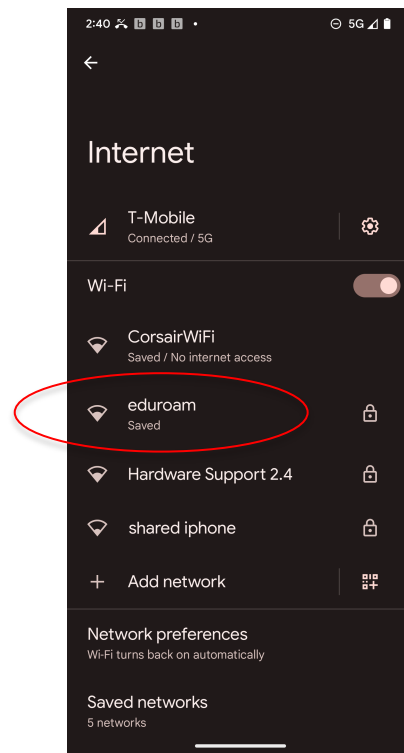 2:40 b b b • 5G
Internet
T-Mobile
Connected / 5G
Wi-Fi
CorsairWiFi
Saved / No internet access
eduroam
Saved
Hardware Support 2.4
shared iphone
Add network
Network preferences
Wi-Fi turns back on automatically
Saved networks
5 networks